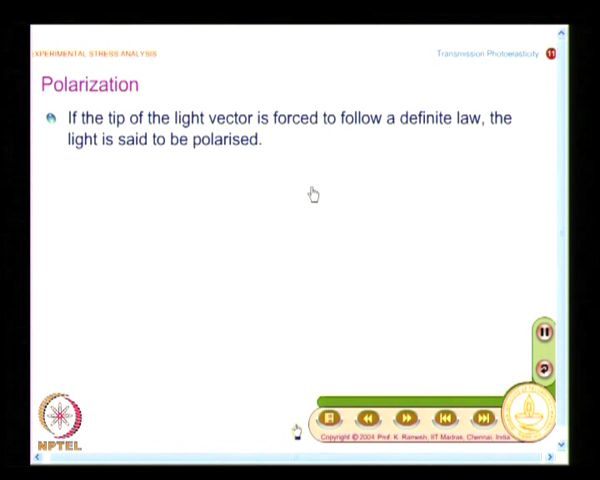 EXPERIMENTAL STRESS ANALYSIS
Transmission Photoelasticity 11
Polarization
If the tip of the light vector is forced to follow a definite law, the
light is said to be polarised.
NPTEL
Copyright © 2004 Prof. K. Ramesh, IIT Madras, Chennai, India